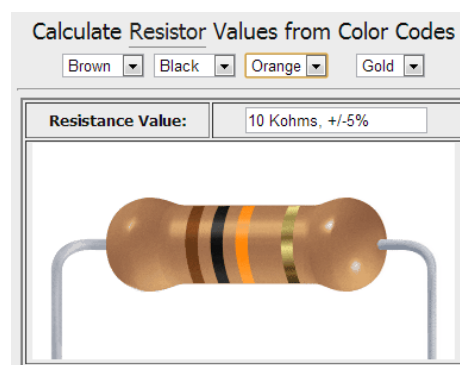 Calculate Resistor Values from Color Codes
Brown Black Orange Gold
Resistance Value: 10 Kohms, +/-5%